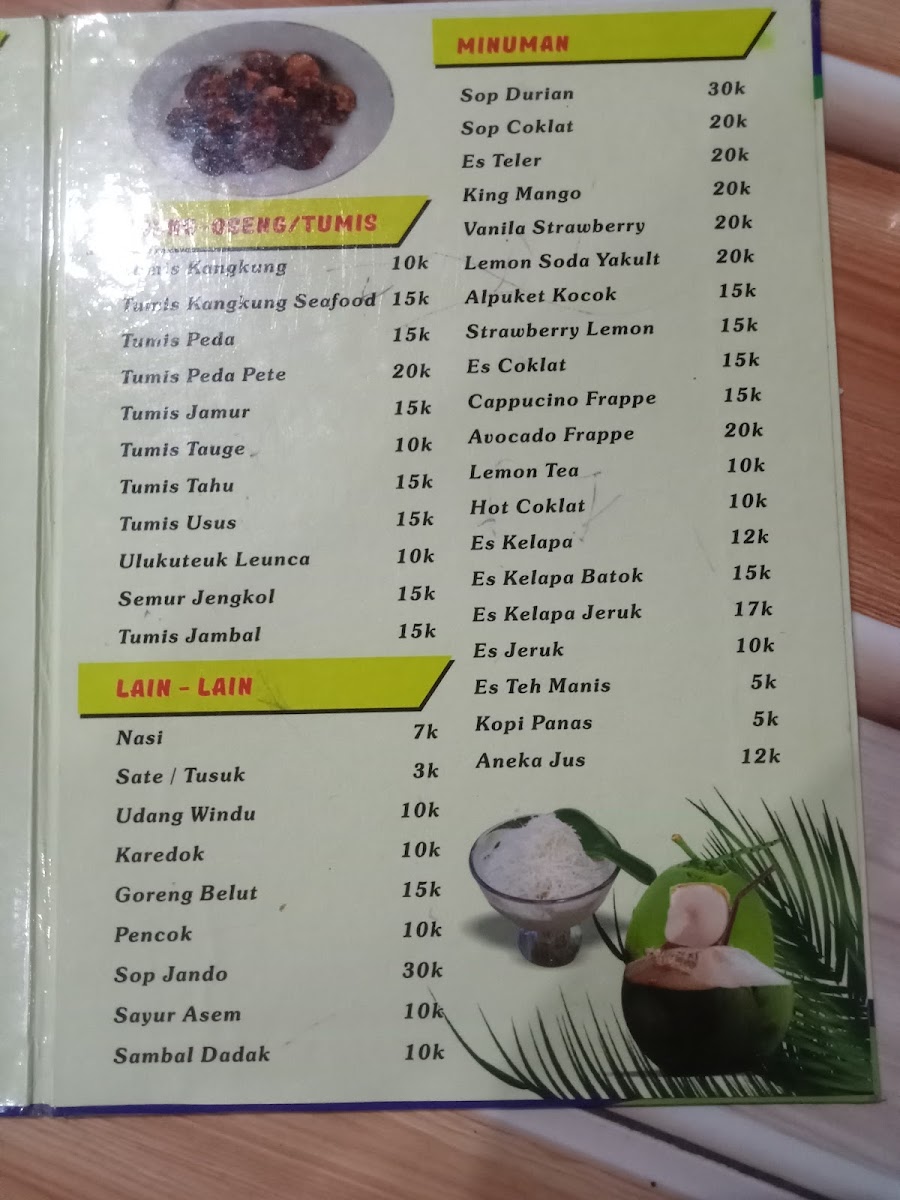 OSENG/TUMIS
Tumis Kangkung 10k
Tumis Kangkung Seafood 15k
Tumis Peda 15k
Tumis Peda Pete 20k
Tumis Jamur 15k
Tumis Tauge 10k
Tumis Tahu 15k
Tumis Usus 15k
Ulukuteuk Leunca 10k
Semur Jengkol 15k
Tumis Jambal 15k
LAIN - LAIN
Nasi 7k
Sate / Tusuk 3k
Udang Windu 10k
Karedok 10k
Goreng Belut 15k
Pencok 10k
Sop Jando 30k
Sayur Asem 10k
Sambal Dadak 10k
MINUMAN
Sop Durian 30k
Sop Coklat 20k
Es Teler 20k
King Mango 20k
Vanila Strawberry 20k
Lemon Soda Yakult 20k
Alpuket Kocok 15k
Strawberry Lemon 15k
Es Coklat 15k
Cappucino Frappe 15k
Avocado Frappe 20k
Lemon Tea 10k
Hot Coklat 10k
Es Kelapa 12k
Es Kelapa Batok 15k
Es Kelapa Jeruk 17k
Es Jeruk 10k
Es Teh Manis 5k
Kopi Panas 5k
Aneka Jus 12k